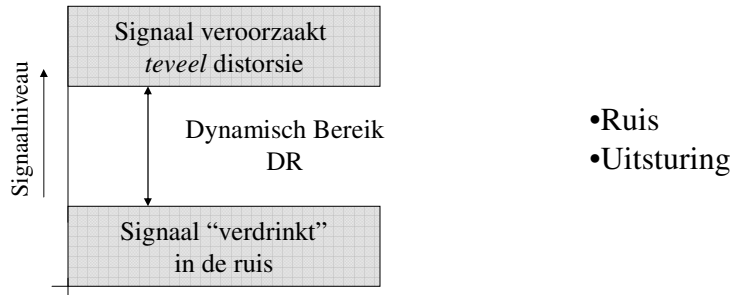 Signaal veroorzaakt
teveel distorsie
Signaalniveau
Dynamisch Bereik
DR
Signaal “verdrinkt”
in de ruis
•Ruis
•Uitsturing